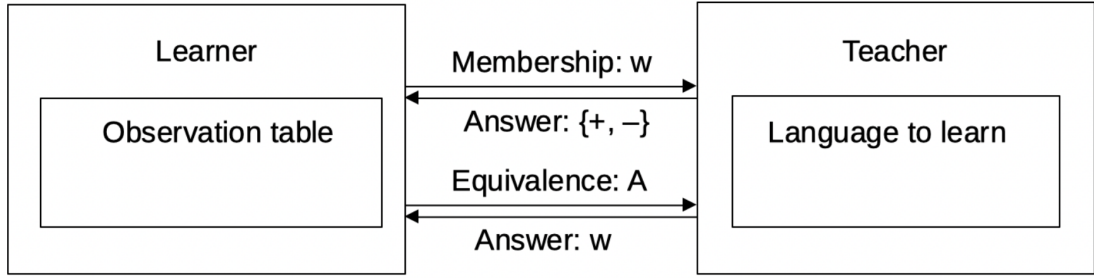 Learner
Observation table
Membership: w
Answer: {+, –}
Equivalence: A
Answer: w
Teacher
Language to learn